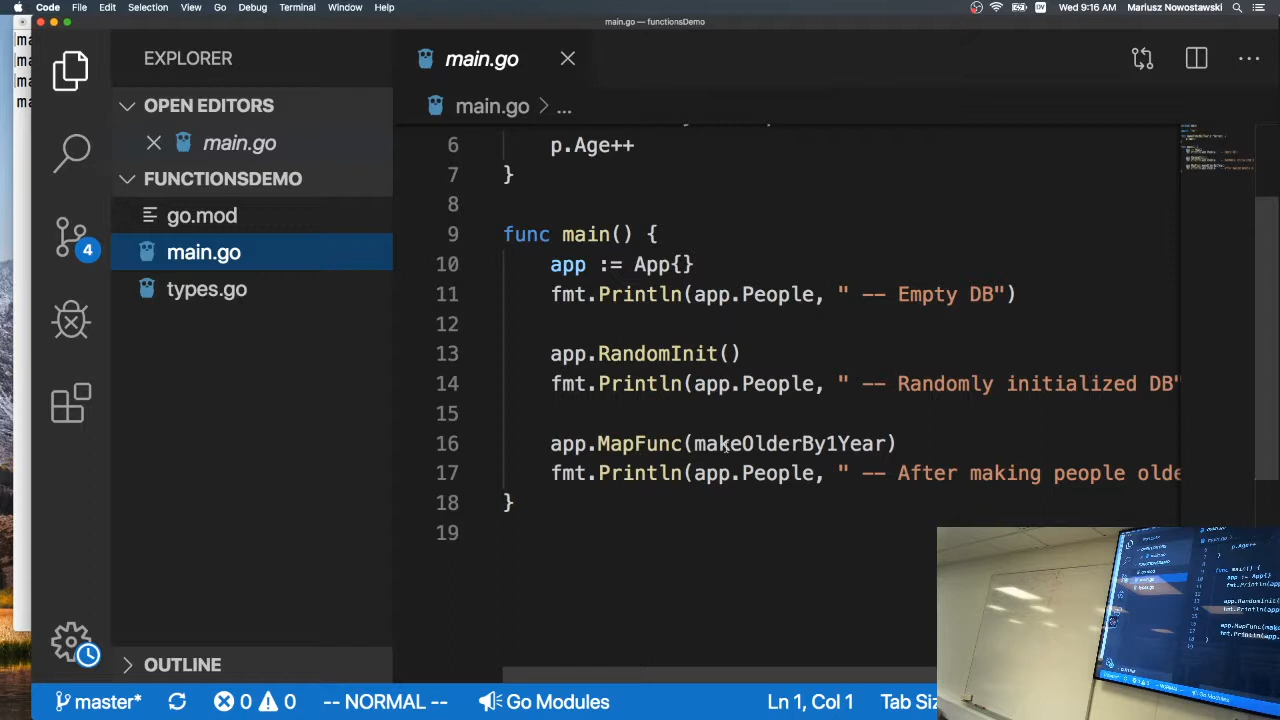 Code File Edit Selection View Go Debug Terminal Window Help Wed 9:16 AM Mariusz Nowostawski
main.go — functionsDemo
EXPLORER
main.go
OPEN EDITORS
main.go
FUNCTIONSDEMO
go.mod
main.go
types.go
OUTLINE
4
main.go > ...
6 p.Age++
7 }
8
9 func main() {
10 app := App{}
11 fmt.Println(app.People, " -- Empty DB")
12
13 app.RandomInit()
14 fmt.Println(app.People, " -- Randomly initialized DB"
15
16 app.MapFunc(makeOlderBy1Year)
17 fmt.Println(app.People, " -- After making people olde
18 }
19
master* 0 0 -- NORMAL -- Go Modules Ln 1, Col 1 Tab Siz